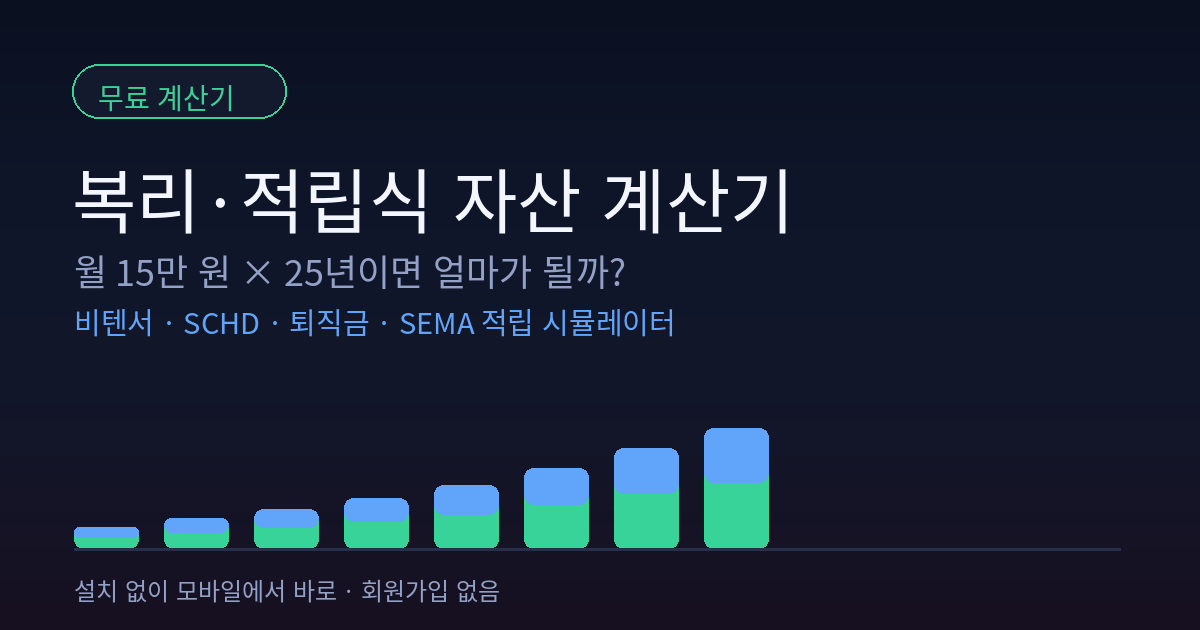 무료 계산기
복리·적립식 자산 계산기
월 15만 원 × 25년이면 얼마가 될까?
비텐서 · SCHD · 퇴직금 · SEMA 적립 시뮬레이터
설치 없이 모바일에서 바로 · 회원가입 없음